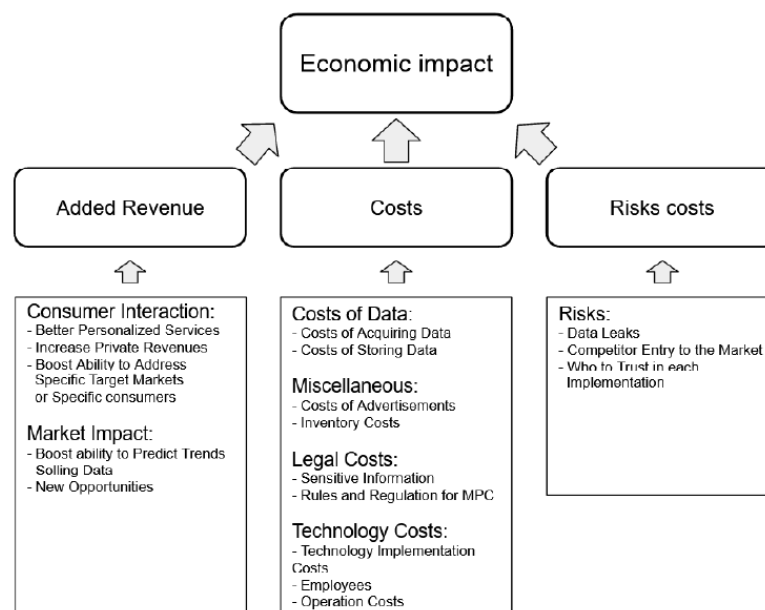 Economic impact
Added Revenue
Costs
Risks costs
Consumer Interaction:
- Better Personalized Services
- Increase Private Revenues
- Boost Ability to Address
Specific Target Markets
or Specific consumers
Market Impact:
- Boost ability to Predict Trends
Solling Data
- New Opportunities
Costs of Data:
- Costs of Acquiring Data
- Costs of Storing Data
Miscellaneous:
- Costs of Advertisements
- Inventory Costs
Legal Costs:
- Sensitive Information
- Rules and Regulation for MPC
Technology Costs:
- Technology Implementation
Costs
- Employees
- Operation Costs
Risks:
- Data Leaks
- Competitor Entry to the Market
- Who to Trust in each
Implementation